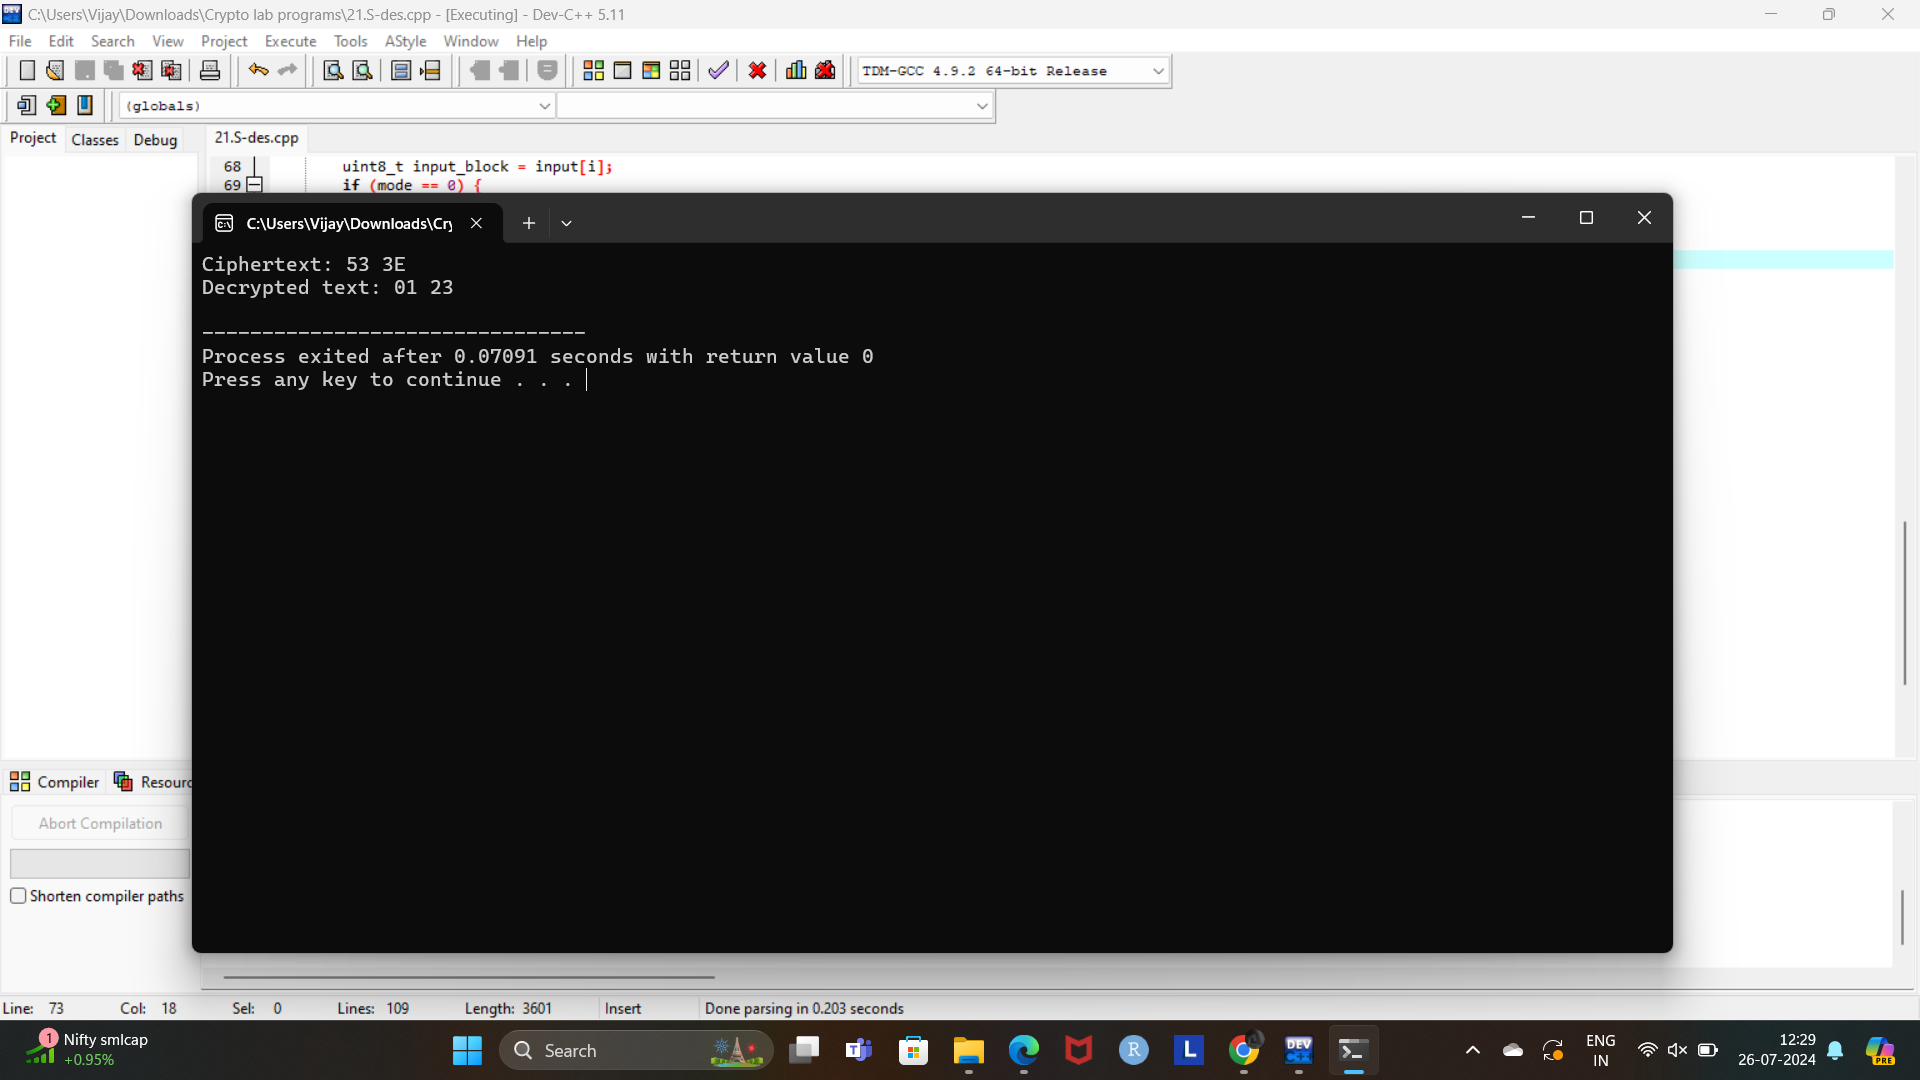 C:\Users\Vijay\Downloads\Crypto lab programs\21.S-des.cpp - [Executing] - Dev-C++ 5.11
File Edit Search View Project Execute Tools AStyle Window Help
TDM-GCC 4.9.2 64-bit Release
(globals)
Project Classes Debug 21.S-des.cpp
68 uint8_t input_block = input[i];
69 if (mode == 0) {
C:\Users\Vijay\Downloads\Cry
Ciphertext: 53 3E
Decrypted text: 01 23
--------------------------------
Process exited after 0.07091 seconds with return value 0
Press any key to continue . . .
Compiler Resourc
Abort Compilation
Shorten compiler paths
Line: 73 Col: 18 Sel: 0 Lines: 109 Length: 3601 Insert Done parsing in 0.203 seconds
1 Nifty smlcap
+0.95%
Search
DEV
ENG
IN
12:29
26-07-2024
PRE